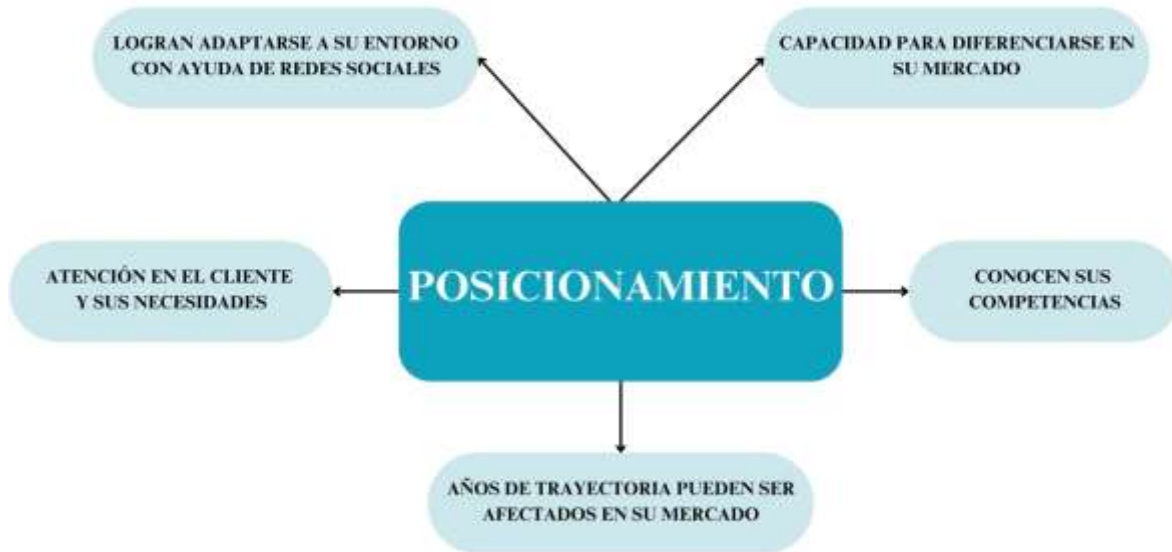 LOGRAN ADAPTARSE A SU ENTORNO
CON AYUDA DE REDES SOCIALES
CAPACIDAD PARA DIFERENCIARSE EN
SU MERCADO
POSICIONAMIENTO
ATENCIÓN EN EL CLIENTE
Y SUS NECESIDADES
CONOCEN SUS
COMPETENCIAS
AÑOS DE TRAYECTORIA PUEDEN SER
AFECTADOS EN SU MERCADO